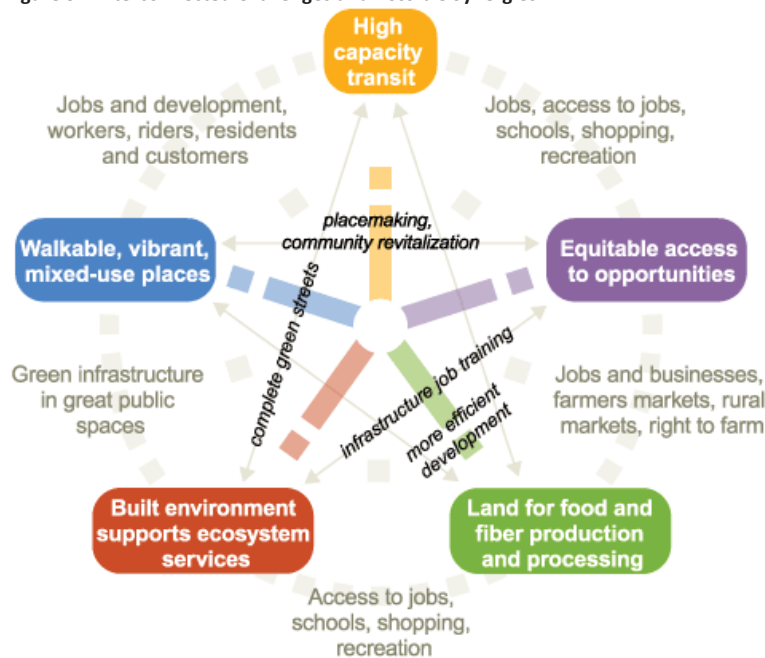 High
capacity
transit
Jobs and development,
workers, riders, residents
and customers
Jobs, access to jobs,
schools, shopping,
recreation
placemaking,
community revitalization
Walkable, vibrant,
mixed-use places
Equitable access
to opportunities
complete green streets
infrastructure job training
more efficient
development
Green infrastructure
in great public
spaces
Jobs and businesses,
farmers markets, rural
markets, right to farm
Built environment
supports ecosystem
services
Land for food and
fiber production
and processing
Access to jobs,
schools, shopping,
recreation